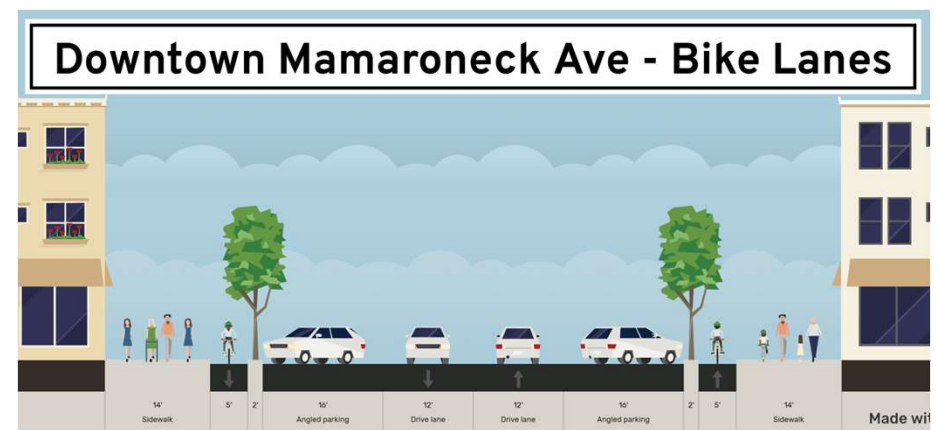 Downtown Mamaroneck Ave - Bike Lanes
14' 5' 2' 16' 12' 12' 16' 2' 5' 14'
Sidewalk Angled parking Drive lane Drive lane Angled parking Sidewalk
Made wit